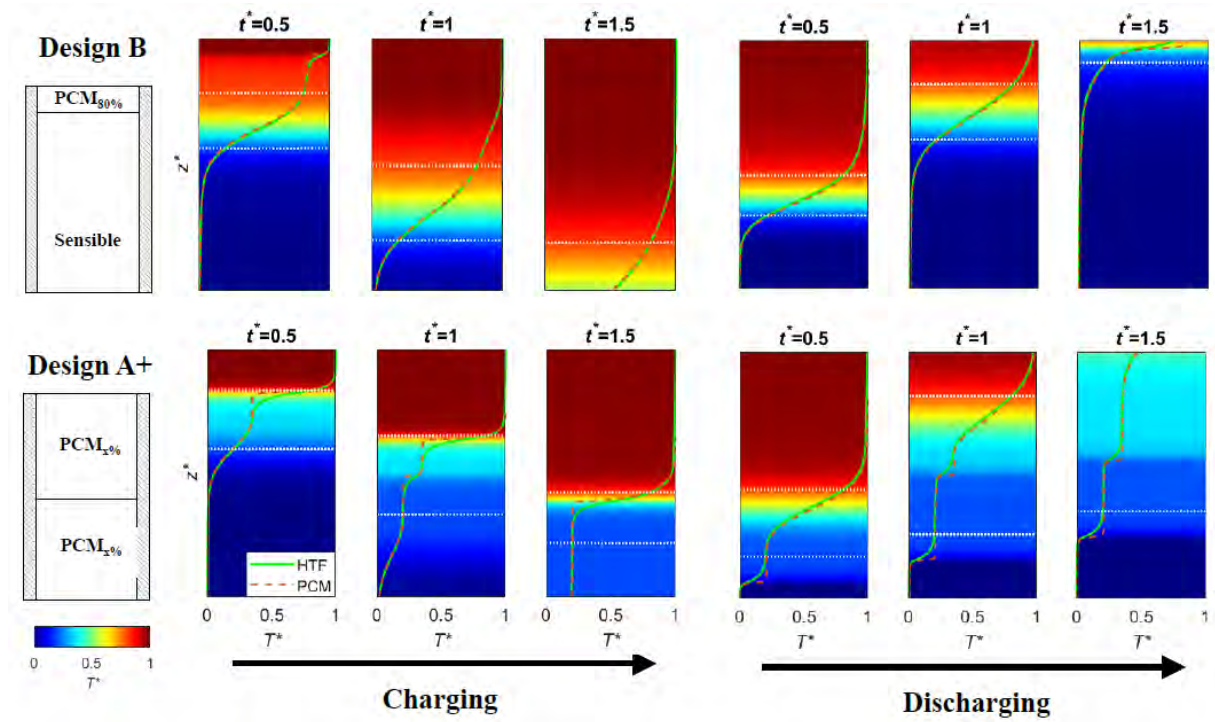 Design B
PCM80%
Sensible
t*=0.5
t*=1
t*=1.5
t*=0.5
t*=1
t*=1.5
z*
Design A+
PCMx%
PCMx%
t*=0.5
t*=1
t*=1.5
t*=0.5
t*=1
t*=1.5
z*
HTF
PCM
0 0.5 1
T*
0 0.5 1
T*
0 0.5 1
T*
0 0.5 1
T*
0 0.5 1
T*
0 0.5 1
T*
0 0.5 1
T*
Charging
Discharging